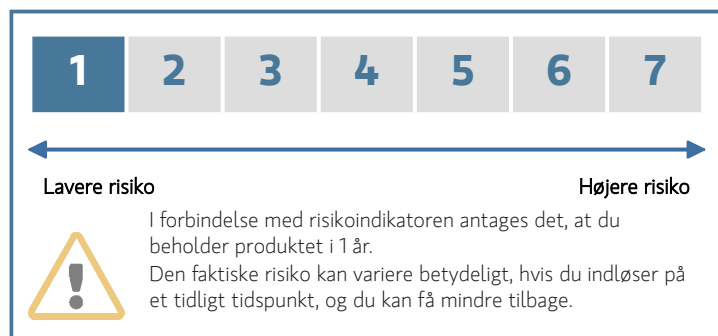 1 2 3 4 5 6 7
Lavere risiko Højere risiko
I forbindelse med risikoindikatoren antages det, at du
beholder produktet i 1 år.
Den faktiske risiko kan variere betydeligt, hvis du indløser på
et tidligt tidspunkt, og du kan få mindre tilbage.